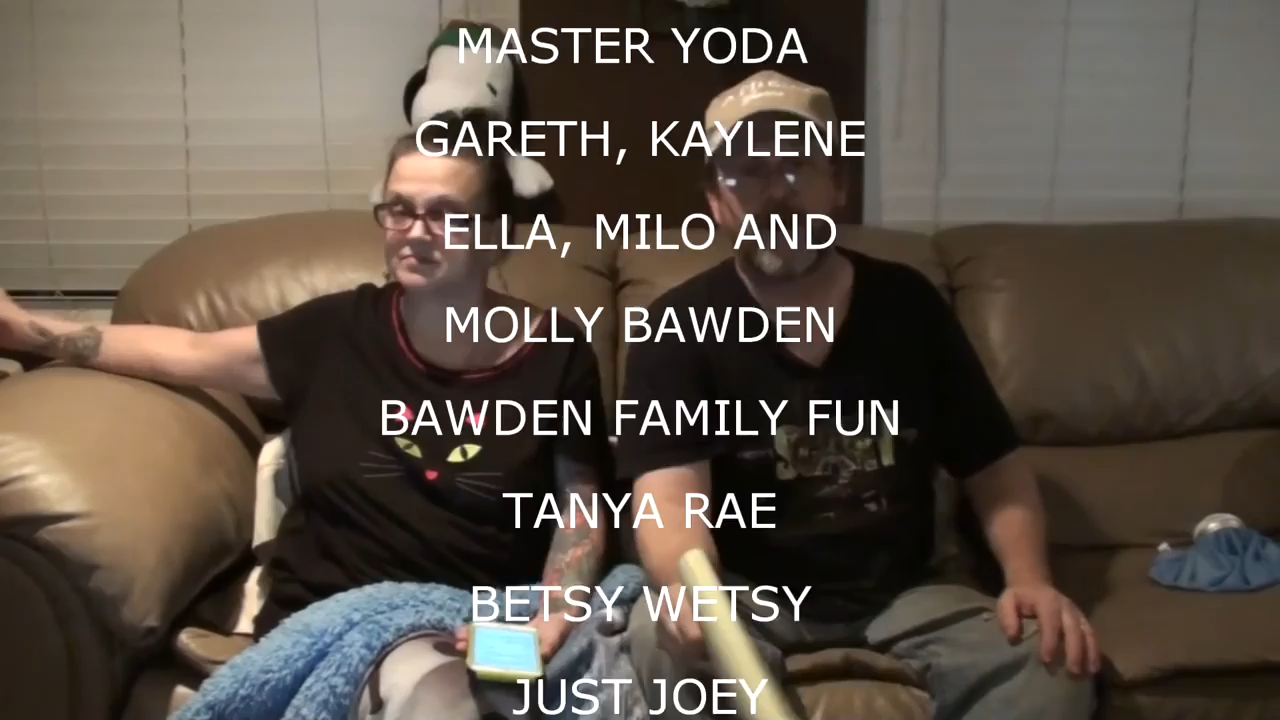 MASTER YODA
GARETH, KAYLENE
ELLA, MILO AND
MOLLY BAWDEN
BAWDEN FAMILY FUN
TANYA RAE
BETSY WETSY
JUST JOEY